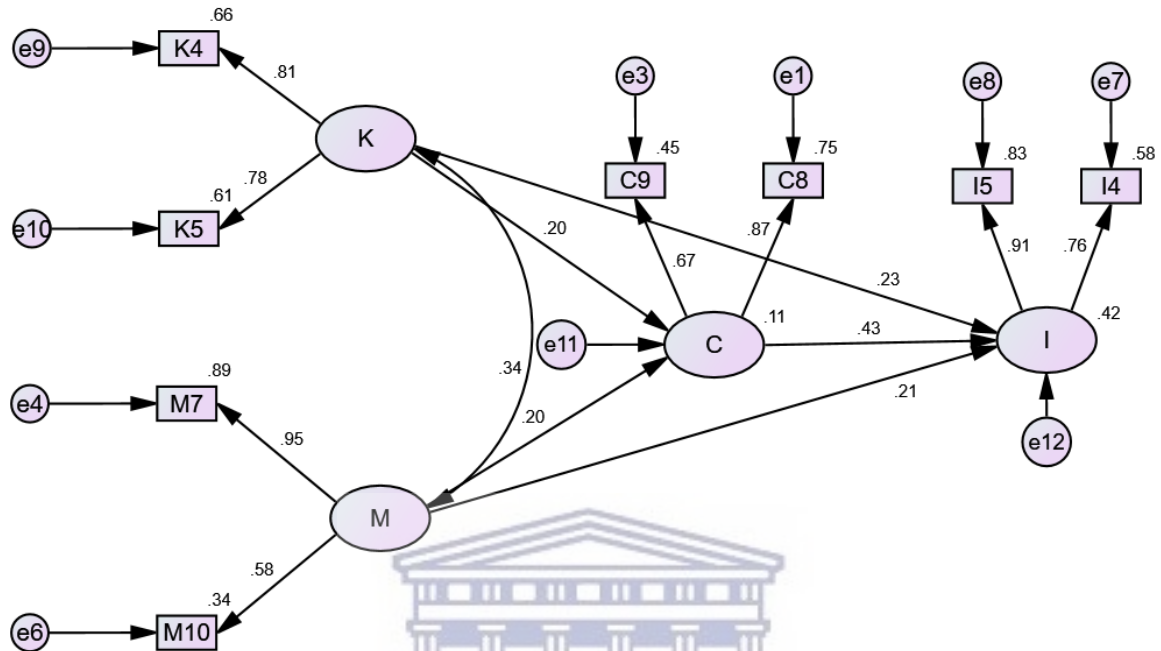 .66
e9
K4
.81
K
.78
.61
e10
K5
e3
e1
e8
e7
.45
.75
.83
.58
C9
C8
I5
I4
.20
.87
.67
.91
.76
.23
.11
.42
e11
C
.43
I
.34
.20
.21
.89
e4
M7
.95
e12
M
.58
.34
e6
M10